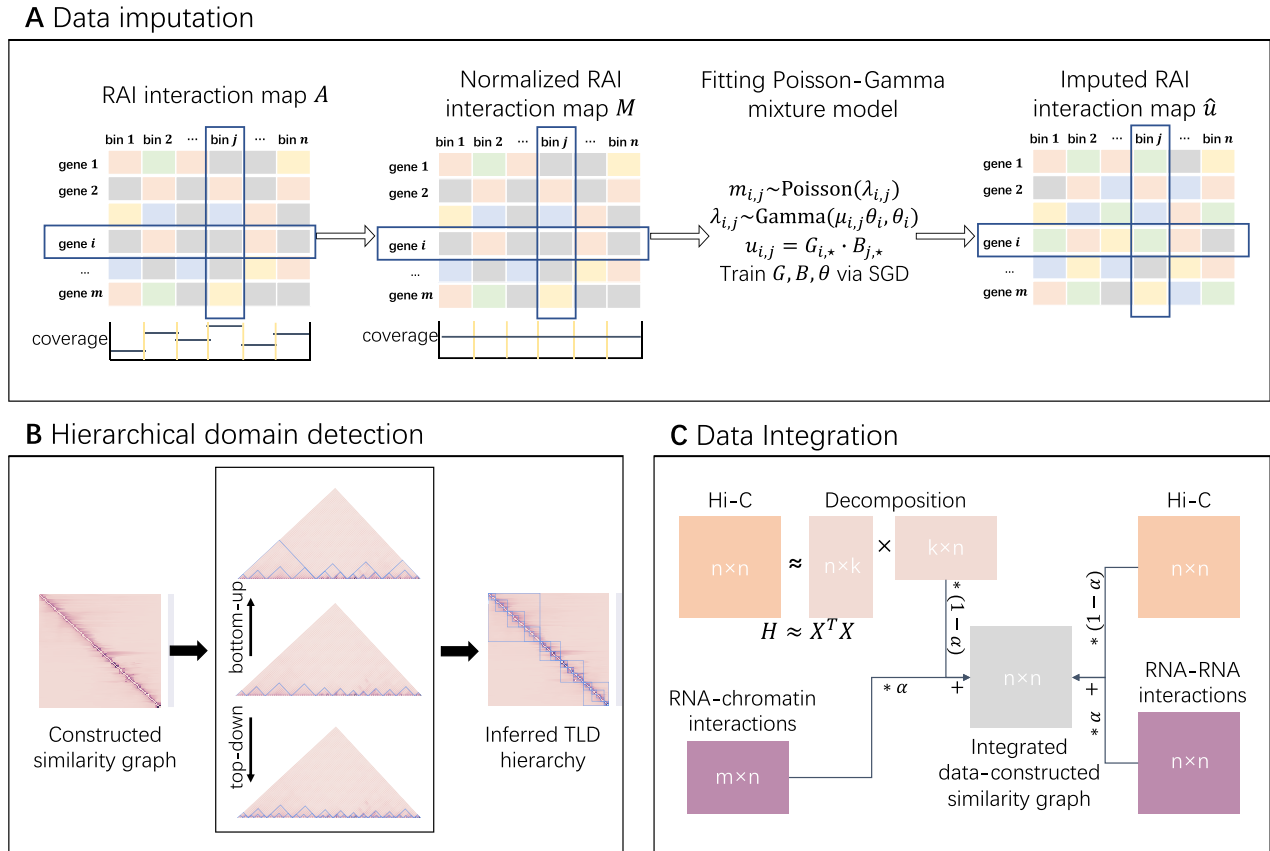 A Data imputation
RAI interaction map A
bin 1 bin 2 ... bin j ... bin n
gene 1
gene 2
gene i
...
gene m
coverage
Normalized RAI
interaction map M
bin 1 bin 2 ... bin j ... bin n
gene 1
gene 2
gene i
...
gene m
coverage
Fitting Poisson-Gamma
mixture model
m_{i,j}~Poisson(λ_{i,j})
λ_{i,j}~Gamma(μ_{i,j}θ_i, θ_i)
u_{i,j} = G_{i,⋆} · B_{j,⋆}
Train G, B, θ via SGD
Imputed RAI
interaction map û
bin 1 bin 2 ... bin j ... bin n
gene 1
gene 2
gene i
...
gene m
B Hierarchical domain detection
Constructed
similarity graph
bottom-up
top-down
Inferred TLD
hierarchy
C Data Integration
Hi-C
n×n
≈
Decomposition
n×k
×
k×n
H ≈ XᵀX
* (1 − α)
RNA-chromatin
interactions
m×n
* α
+
n×n
Integrated
data-constructed
similarity graph
Hi-C
n×n
* (1 − α)
+
* α
RNA-RNA
interactions
n×n